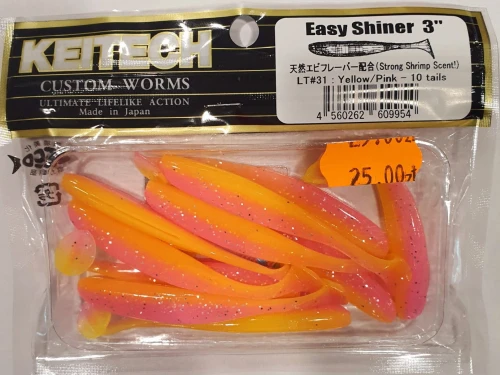 KEITECH
CUSTOM WORMS
ULTIMATE LIFELIKE ACTION
Made in Japan
Easy Shiner 3"
天然エビフレーバー配合(Strong Shrimp Scent!)
LT#31 : Yellow/Pink - 10 tails
4 560262 609954
25.00zł